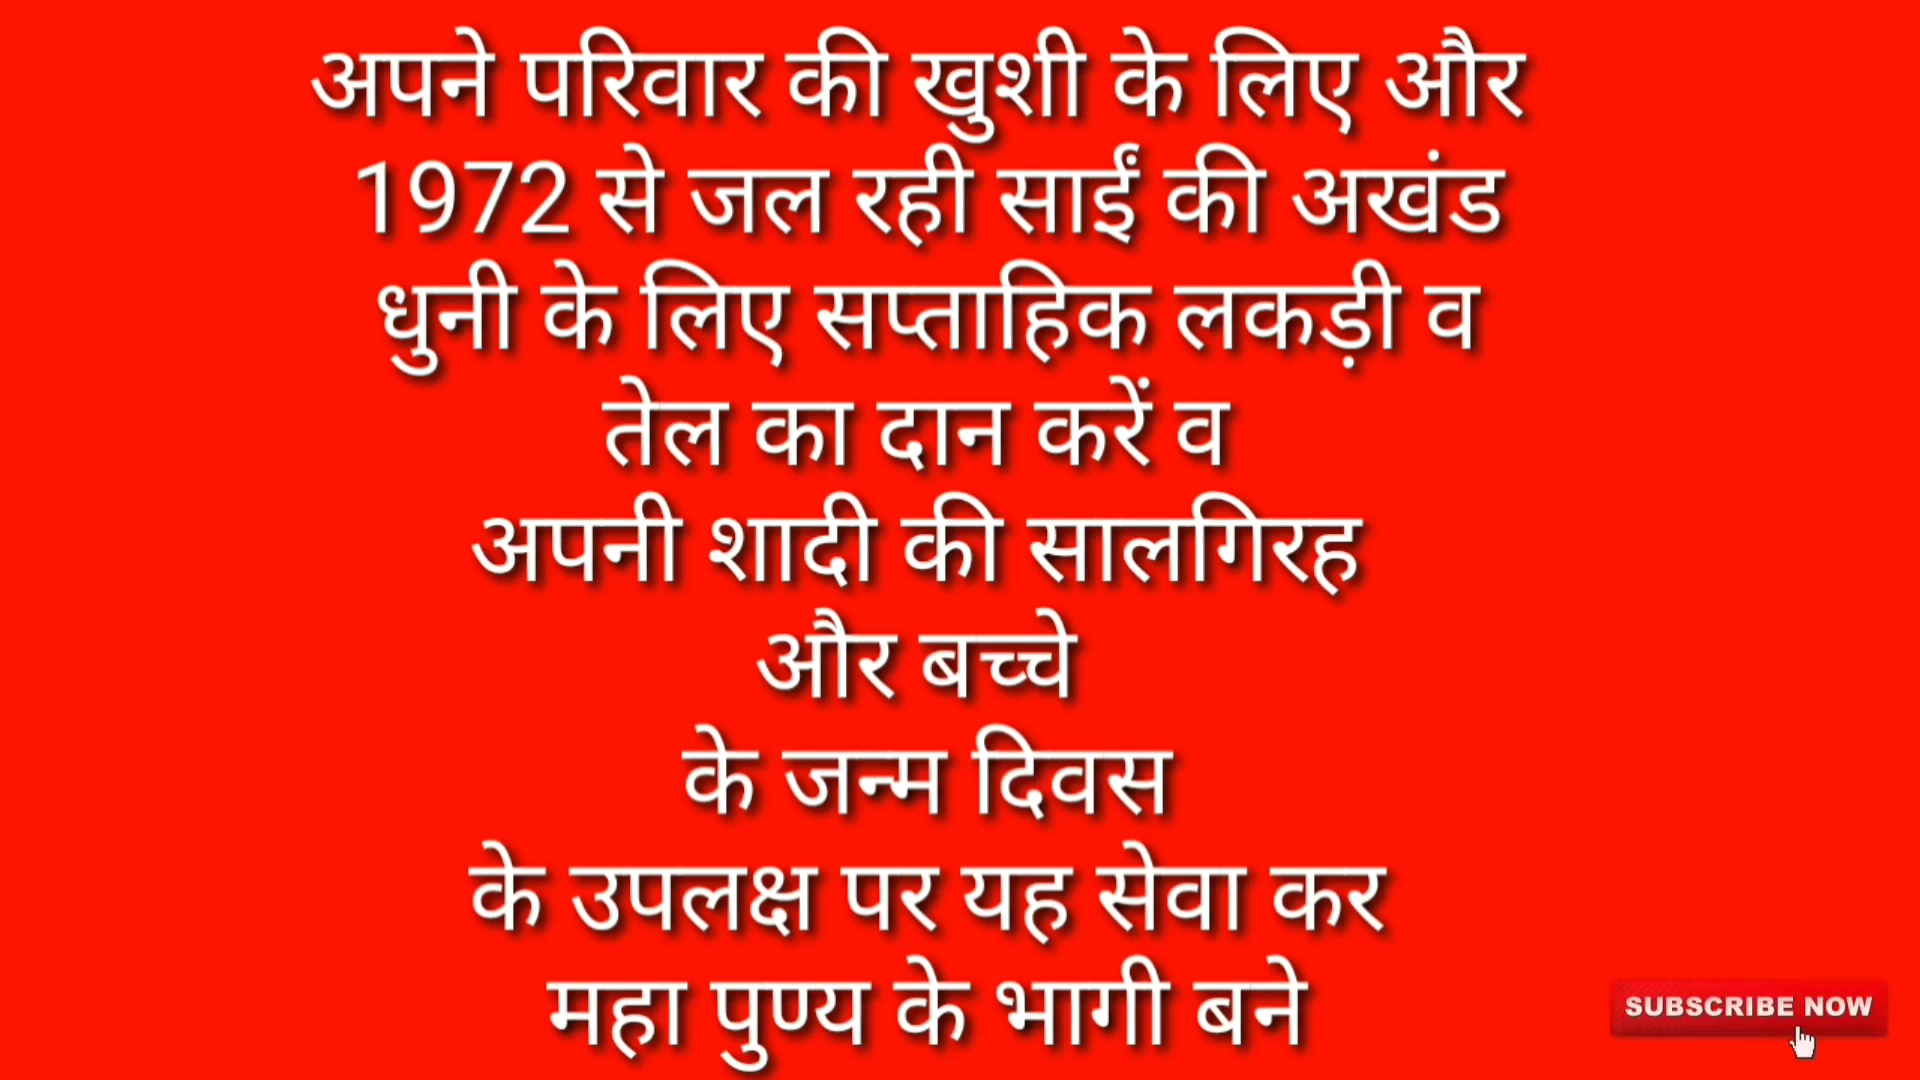 अपने परिवार की खुशी के लिए और
1972 से जल रही साईं की अखंड
धुनी के लिए सप्ताहिक लकड़ी व
तेल का दान करें व
अपनी शादी की सालगिरह
और बच्चे
के जन्म दिवस
के उपलक्ष पर यह सेवा कर
महा पुण्य के भागी बने
SUBSCRIBE NOW